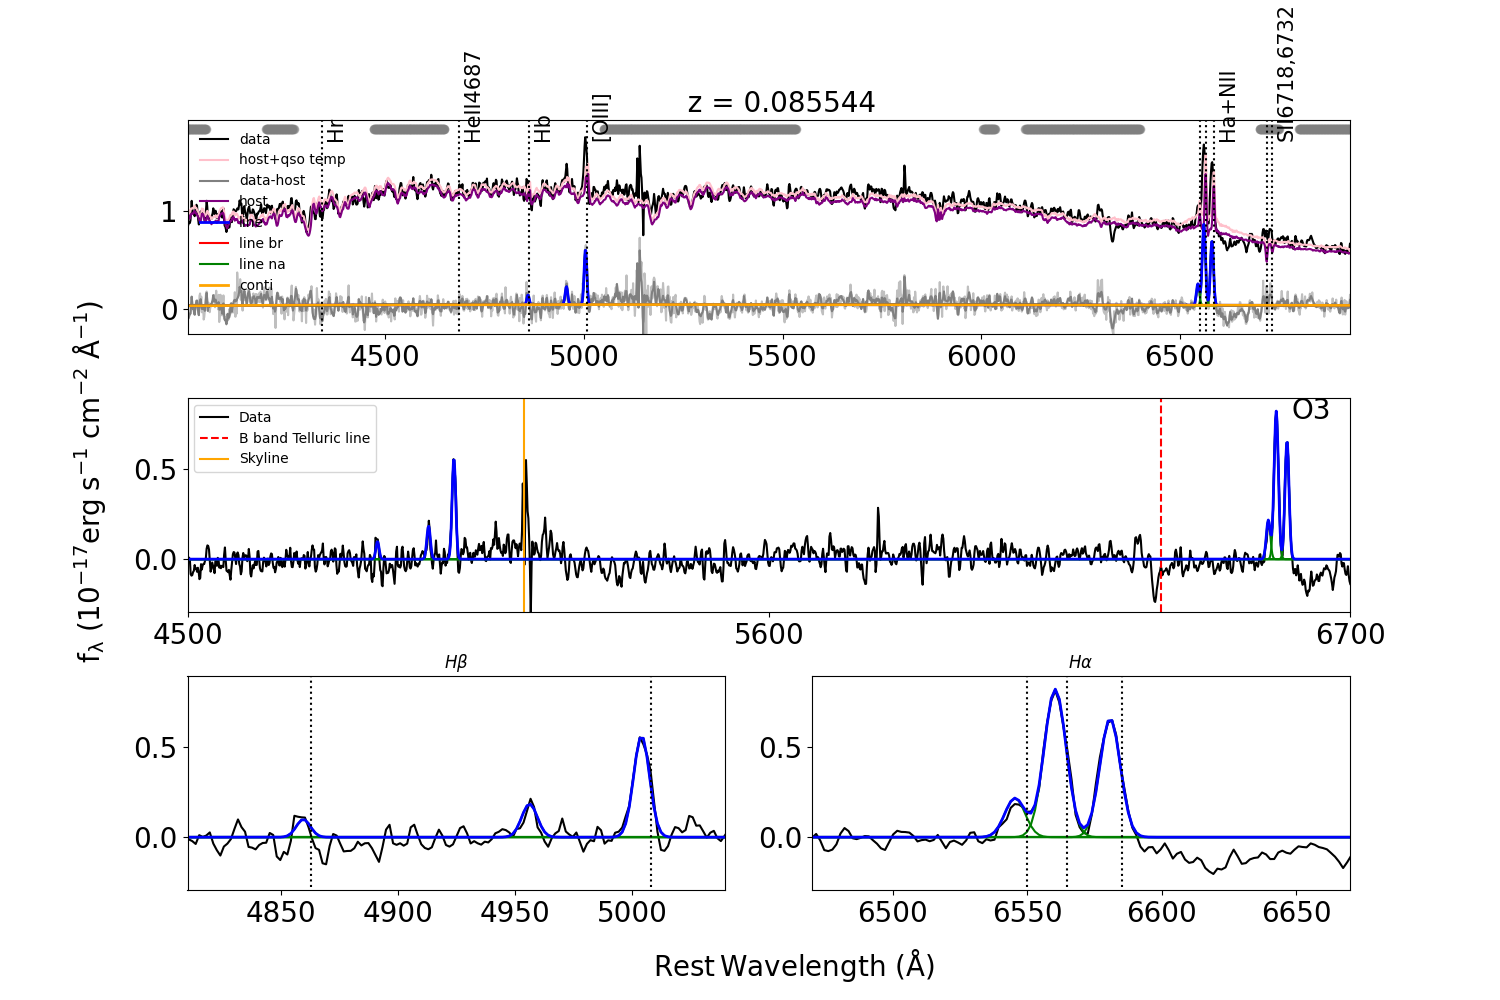 z = 0.085544
Hr
HeII4687
Hb
[OIII]
Ha+NII
SII6718,6732
data
host+qso temp
data-host
host
line
line br
line na
conti
1
0
4500 5000 5500 6000 6500
fλ (10⁻¹⁷erg s⁻¹ cm⁻² Å⁻¹)
Data
B band Telluric line
Skyline
O3
0.5
0.0
4500 5600 6700
Hβ
0.5
0.0
4850 4900 4950 5000
Hα
0.5
0.0
6500 6550 6600 6650
Rest Wavelength (Å)